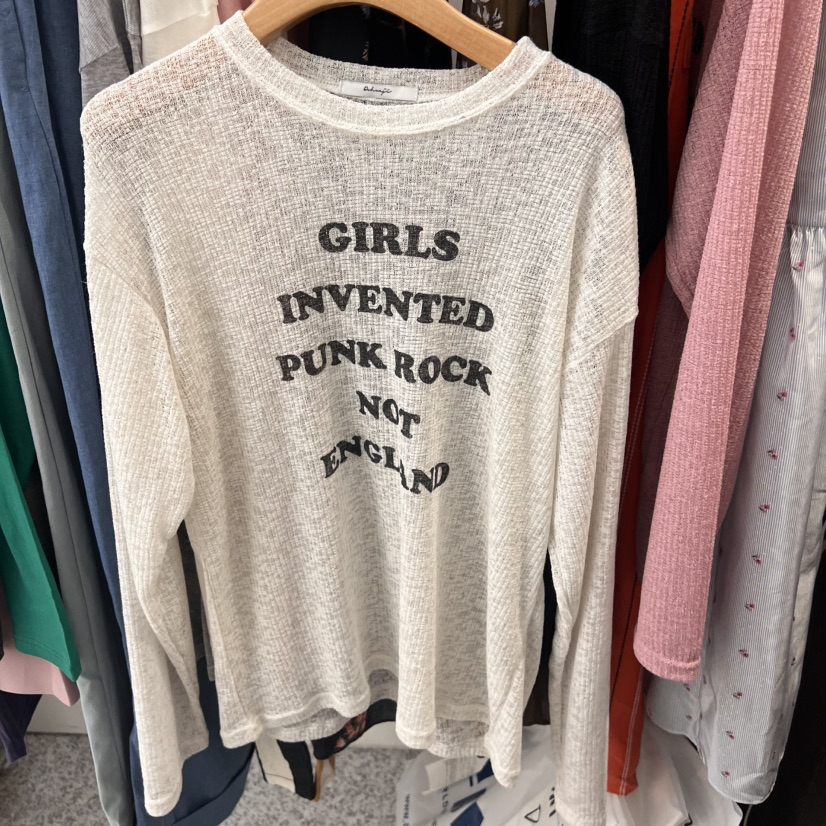 GIRLS
INVENTED
PUNK ROCK
NOT
ENGLAND